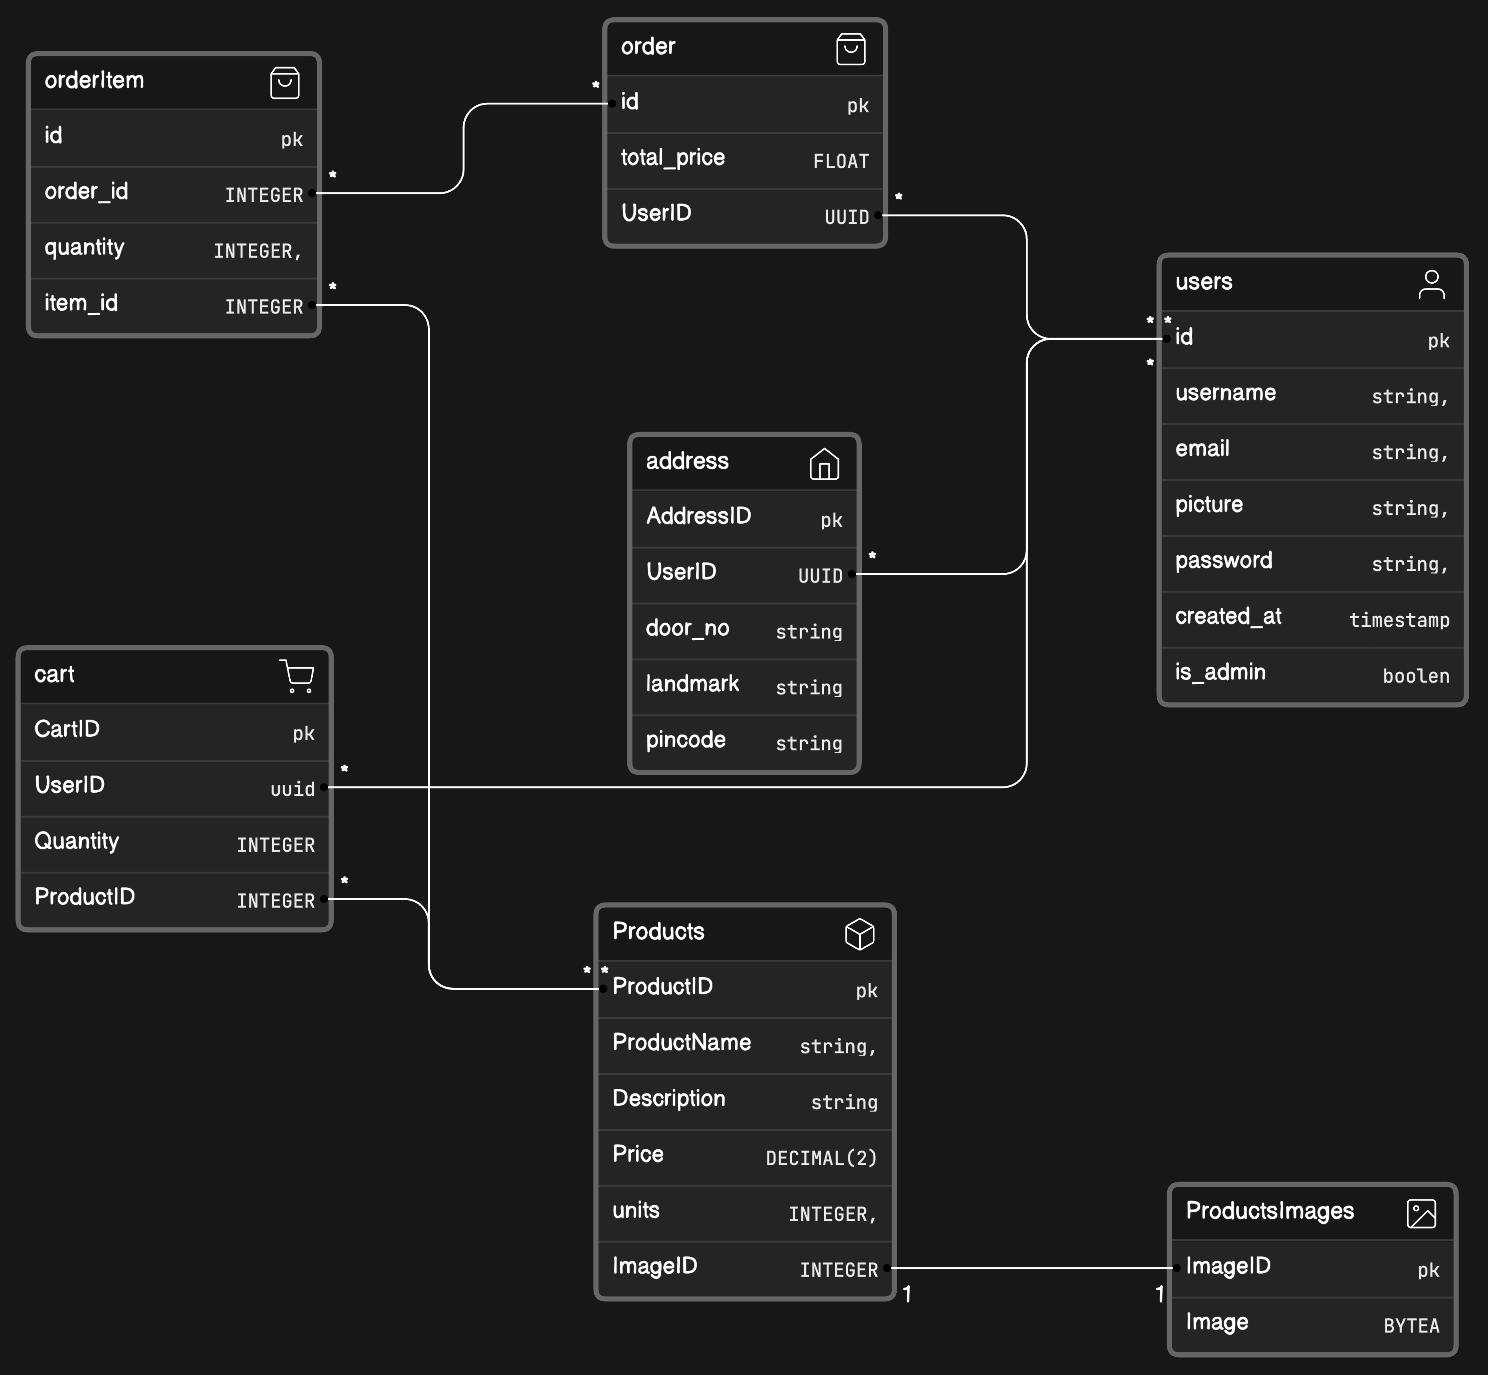 order
id pk
total_price FLOAT
UserID UUID
orderItem
id pk
order_id INTEGER
quantity INTEGER,
item_id INTEGER
users
id pk
username string,
email string,
picture string,
password string,
created_at timestamp
is_admin boolen
address
AddressID pk
UserID UUID
door_no string
landmark string
pincode string
cart
CartID pk
UserID uuid
Quantity INTEGER
ProductID INTEGER
Products
ProductID pk
ProductName string,
Description string
Price DECIMAL(2)
units INTEGER,
ImageID INTEGER
ProductsImages
ImageID pk
Image BYTEA
*
*
*
*
* *
*
*
*
*
* *
1
1